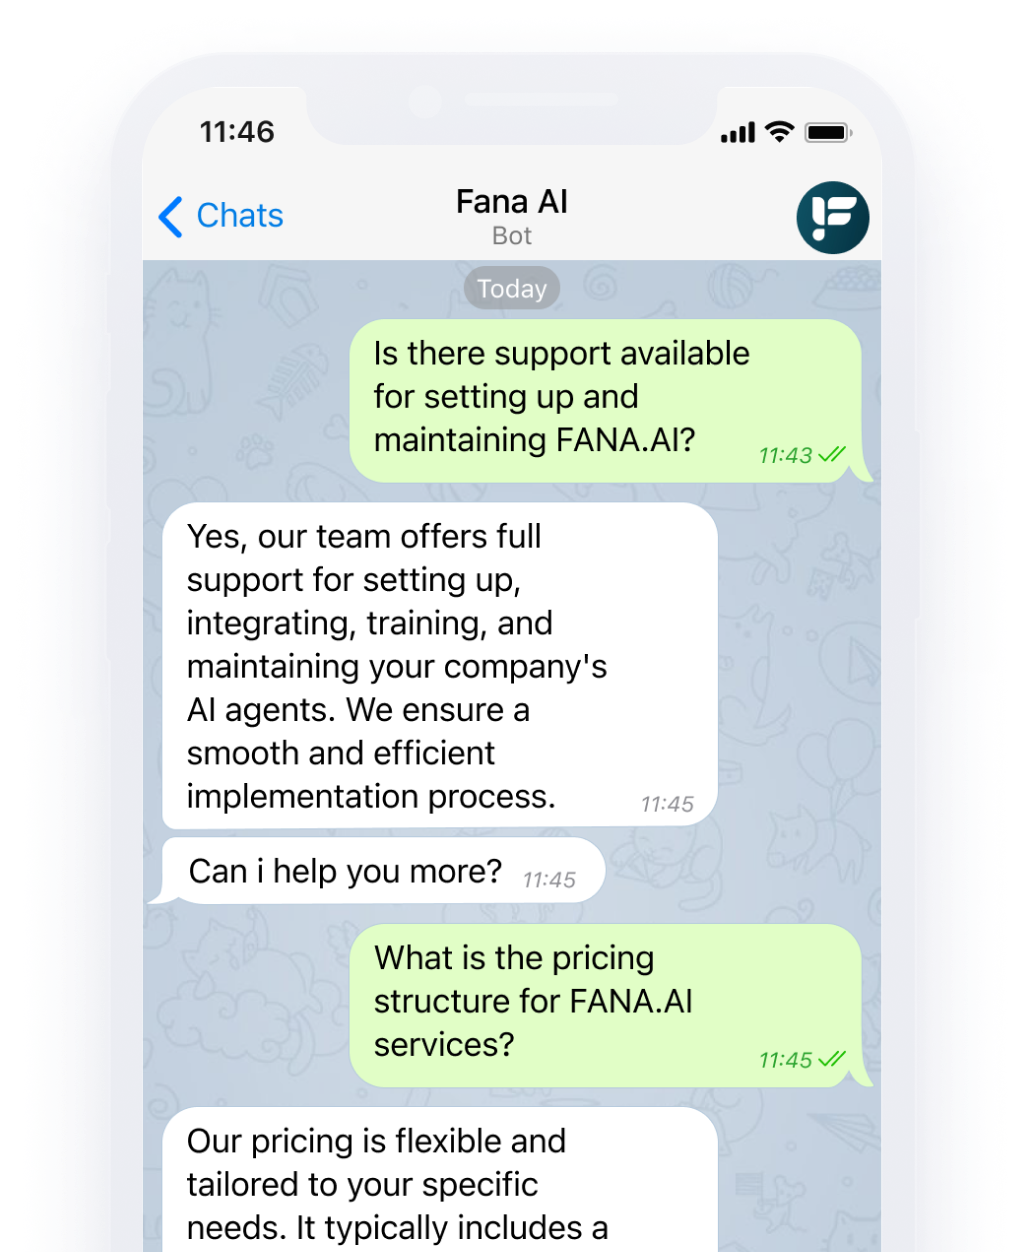 11:46
Chats
Fana AI
Bot
Today
Is there support available
for setting up and
maintaining FANA.AI?
11:43
Yes, our team offers full
support for setting up,
integrating, training, and
maintaining your company's
AI agents. We ensure a
smooth and efficient
implementation process.
11:45
Can i help you more?
11:45
What is the pricing
structure for FANA.AI
services?
11:45
Our pricing is flexible and
tailored to your specific
needs. It typically includes a